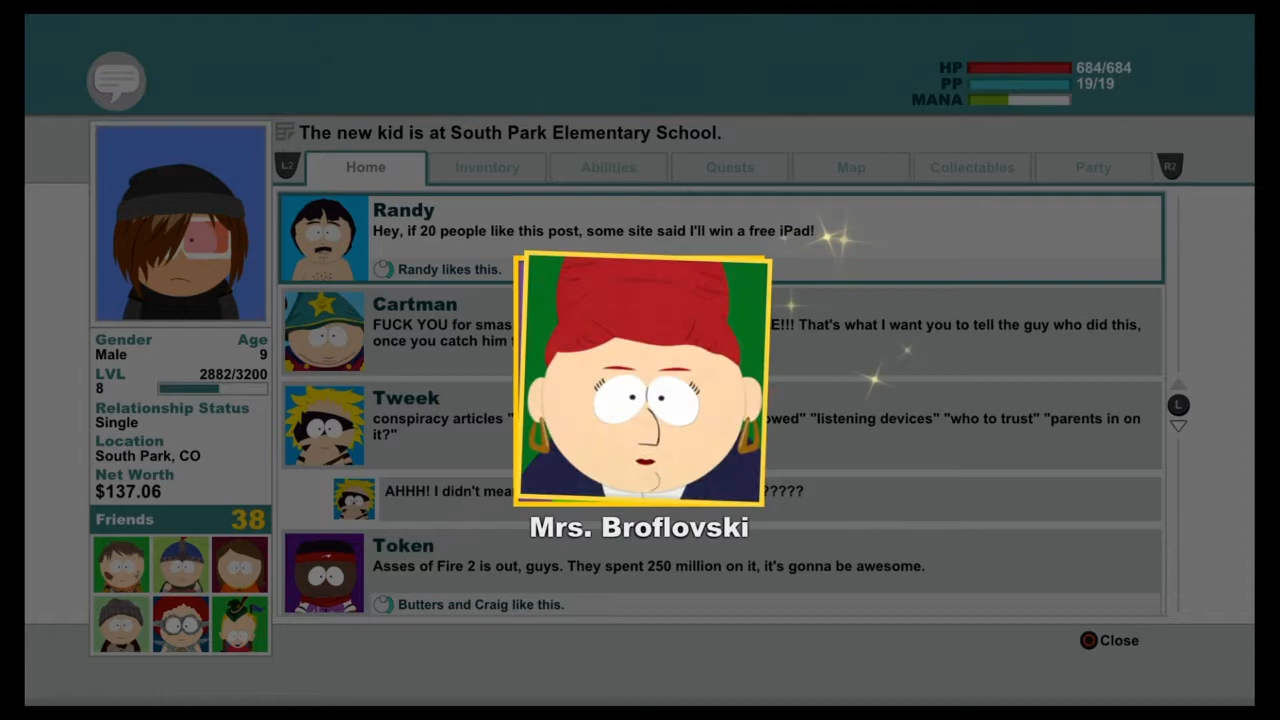 HP 684/684
PP 19/19
MANA
The new kid is at South Park Elementary School.
L2 Home Inventory Abilities Quests Map Collectables Party R2
Randy
Hey, if 20 people like this post, some site said I'll win a free iPad!
Randy likes this.
Cartman
FUCK YOU for smas E!!! That's what I want you to tell the guy who did this,
once you catch him
Gender Age
Male 9
LVL 2882/3200
8
Relationship Status
Single
Location
South Park, CO
Net Worth
$137.06
Friends 38
Tweek
conspiracy articles " owed" "listening devices" "who to trust" "parents in on
it?"
AHHH! I didn't mea ?????
Mrs. Broflovski
Token
Asses of Fire 2 is out, guys. They spent 250 million on it, it's gonna be awesome.
Butters and Craig like this.
L
Close